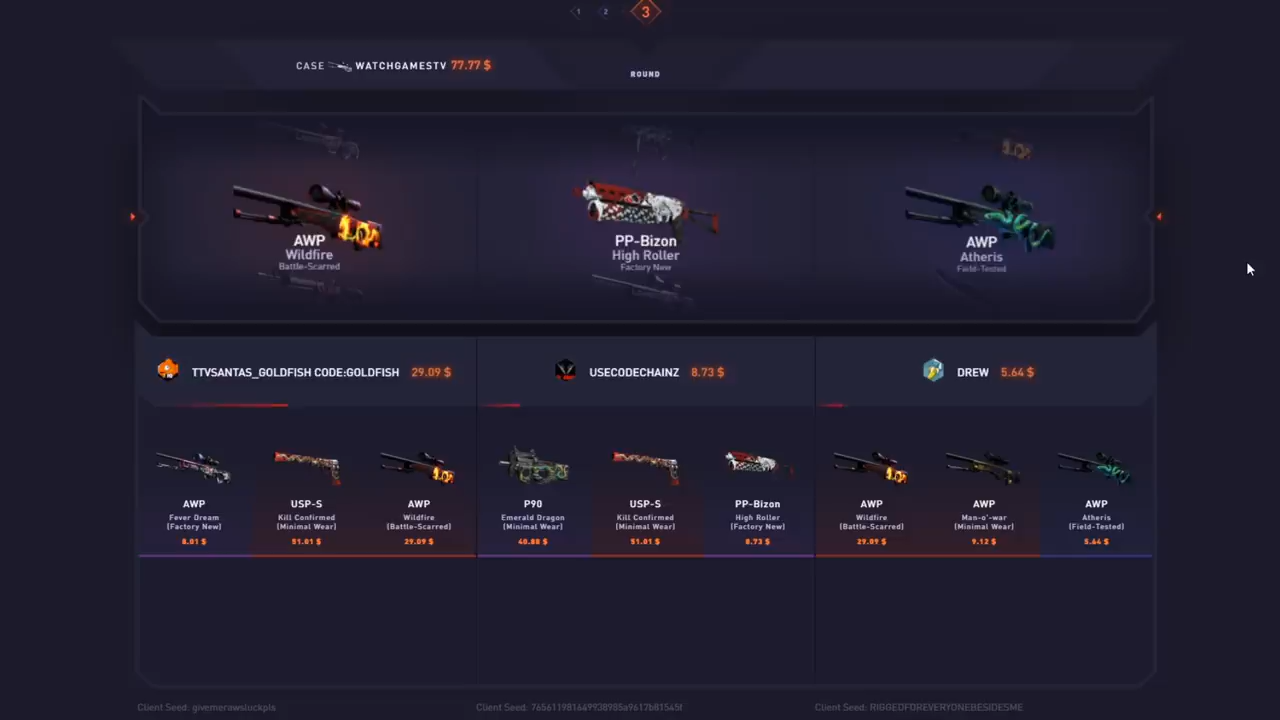 1 2 3
CASE WATCHGAMESTV 77.77 $
ROUND
AWP
Wildfire
Battle-Scarred
PP-Bizon
High Roller
Factory New
AWP
Atheris
Field-Tested
TTVSANTAS_GOLDFISH CODE:GOLDFISH 29.09 $
USECODECHAINZ 8.73 $
DREW 5.64 $
AWP
Fever Dream
(Factory New)
8.01 $
USP-S
Kill Confirmed
(Minimal Wear)
51.01 $
AWP
Wildfire
(Battle-Scarred)
29.09 $
P90
Emerald Dragon
(Minimal Wear)
40.88 $
USP-S
Kill Confirmed
(Minimal Wear)
51.01 $
PP-Bizon
High Roller
(Factory New)
8.73 $
AWP
Wildfire
(Battle-Scarred)
29.09 $
AWP
Man-o'-war
(Minimal Wear)
9.12 $
AWP
Atheris
(Field-Tested)
5.64 $
Client Seed: givemerawsluckpls
Client Seed:
Client Seed: RIGGEDFOREVERYONEBESIDESME